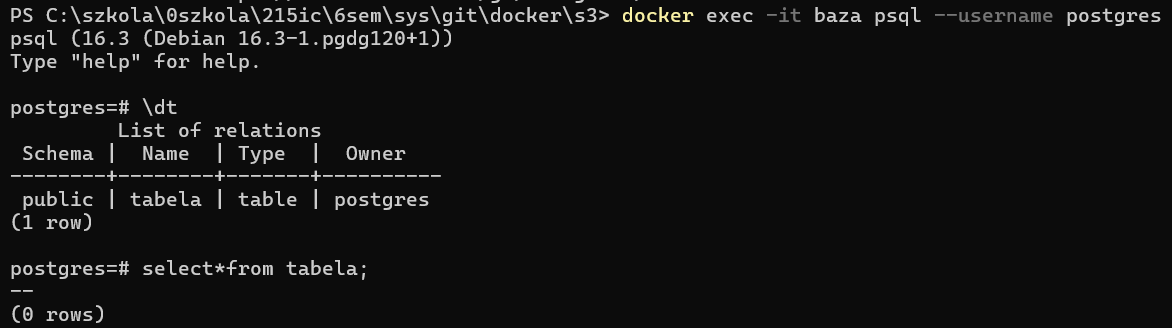 PS C:\szkola\0szkola\215ic\6sem\sys\git\docker\s3> docker exec -it baza psql --username postgres
psql (16.3 (Debian 16.3-1.pgdg120+1))
Type "help" for help.

postgres=# \dt
         List of relations
 Schema |  Name  | Type  |  Owner
--------+--------+-------+----------
 public | tabela | table | postgres
(1 row)

postgres=# select*from tabela;
--
(0 rows)